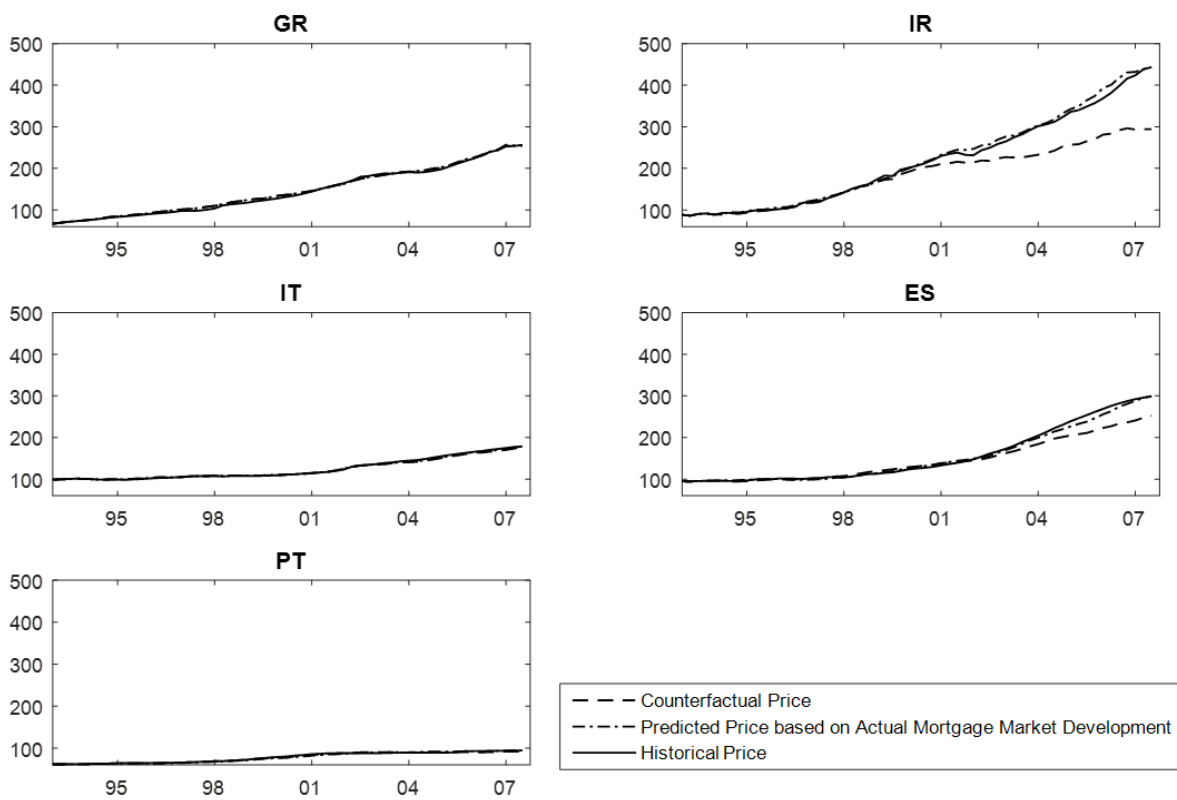 GR
500
400
300
200
100
95 98 01 04 07
IR
500
400
300
200
100
95 98 01 04 07
IT
500
400
300
200
100
95 98 01 04 07
ES
500
400
300
200
100
95 98 01 04 07
PT
500
400
300
200
100
95 98 01 04 07
Counterfactual Price
Predicted Price based on Actual Mortgage Market Development
Historical Price